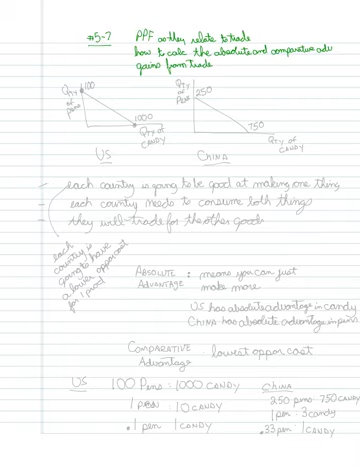 #5-7 PPF as they relate to trade
how to calc the absolute and comparative adv
gains from trade
Qty of Pens 100
1000
Qty of Candy
US
Qty of Pens 250
750
Qty of Candy
China
- each country is going to be good at making one thing
- each country needs to consume both things
- they will trade for the other goods
each
country is
going to have
a lower oppor cost
for 1 prod
Absolute Advantage : means you can just
make more.
US has absolute advantage in candy
China has absolute advantage in pens
Comparative Advantage : lowest oppor cost
US
100 Pens : 1000 candy
1 pen : 10 candy
.1 pen 1 candy
China
250 pens : 750 candy
1 pen : 3 candy
.33 pen : 1 candy